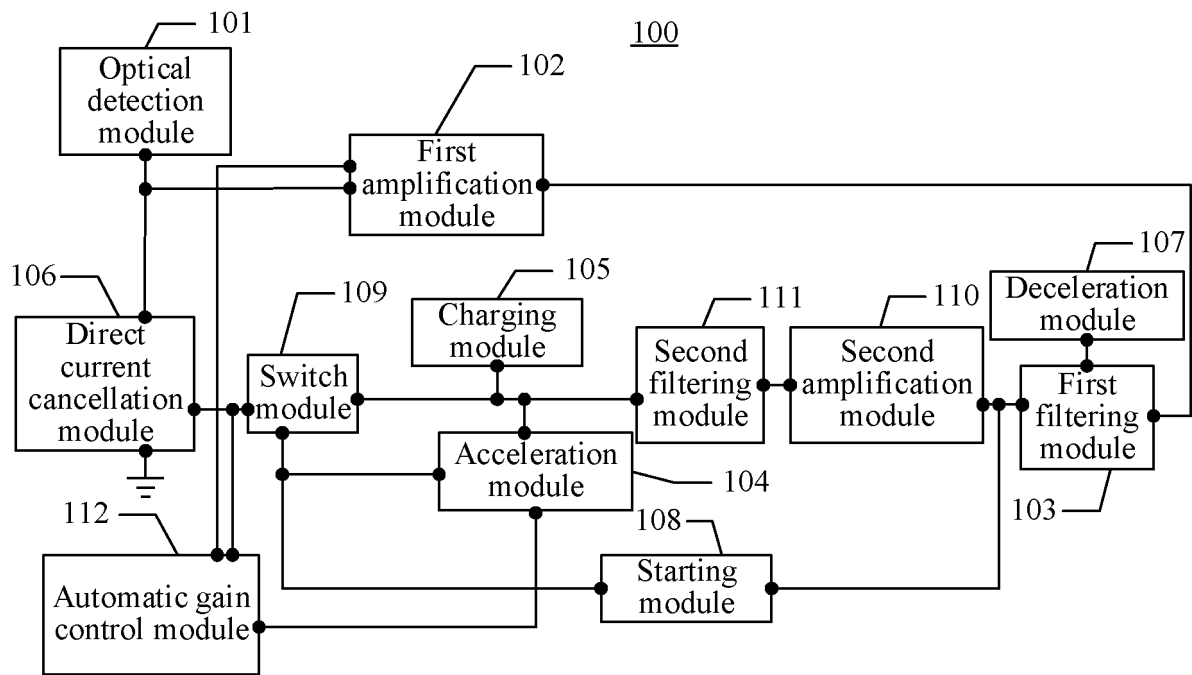 101
100
Optical
detection
module
102
First
amplification
module
106
109
105
111
110
107
Direct
current
cancellation
module
Switch
module
Charging
module
Second
filtering
module
Second
amplification
module
Deceleration
module
First
filtering
module
Acceleration
module
104
103
112
108
Automatic gain
control module
Starting
module